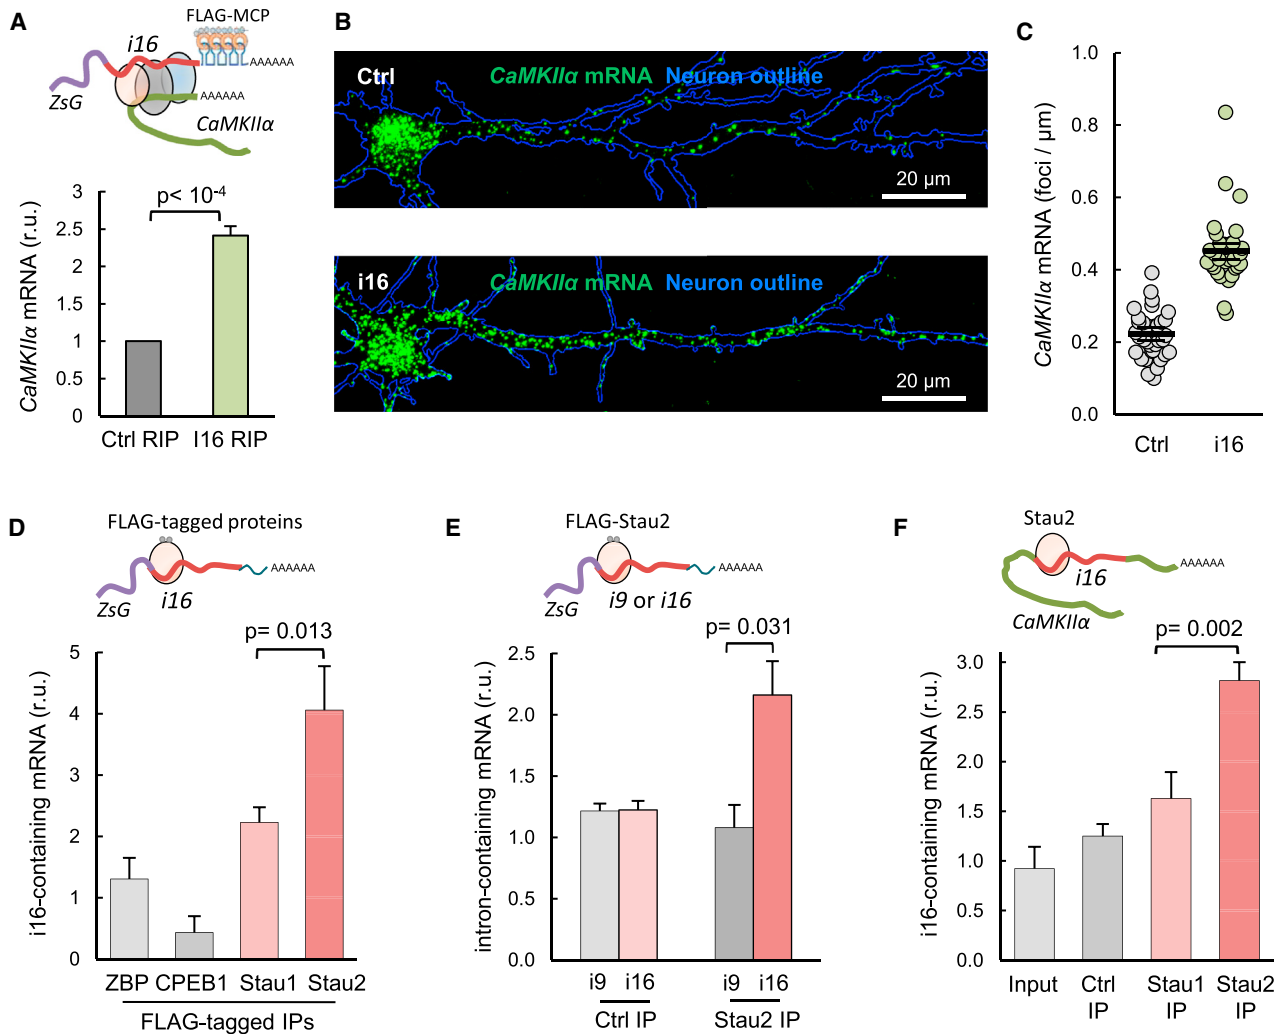 A
FLAG-MCP
i16
AAAAAA
ZsG
AAAAAA
CaMKIIα
3
2.5
2
1.5
1
0.5
0
CaMKIIα mRNA (r.u.)
p< 10-4
Ctrl RIP I16 RIP
B
Ctrl CaMKIIα mRNA Neuron outline
20 µm
i16 CaMKIIα mRNA Neuron outline
20 µm
C
1.0
0.8
0.6
0.4
0.2
0.0
CaMKIIα mRNA (foci / µm)
Ctrl i16
D
FLAG-tagged proteins
AAAAAA
ZsG i16
p= 0.013
5
4
3
2
1
0
i16-containing mRNA (r.u.)
ZBP CPEB1 Stau1 Stau2
FLAG-tagged IPs
E
FLAG-Stau2
AAAAAA
ZsG i9 or i16
p= 0.031
2.5
2.0
1.5
1.0
0.5
0.0
intron-containing mRNA (r.u.)
i9 i16 i9 i16
Ctrl IP Stau2 IP
F
Stau2
AAAAAA
i16
CaMKIIα
p= 0.002
3.0
2.5
2.0
1.5
1.0
0.5
0.0
i16-containing mRNA (r.u.)
Input Ctrl IP Stau1 IP Stau2 IP